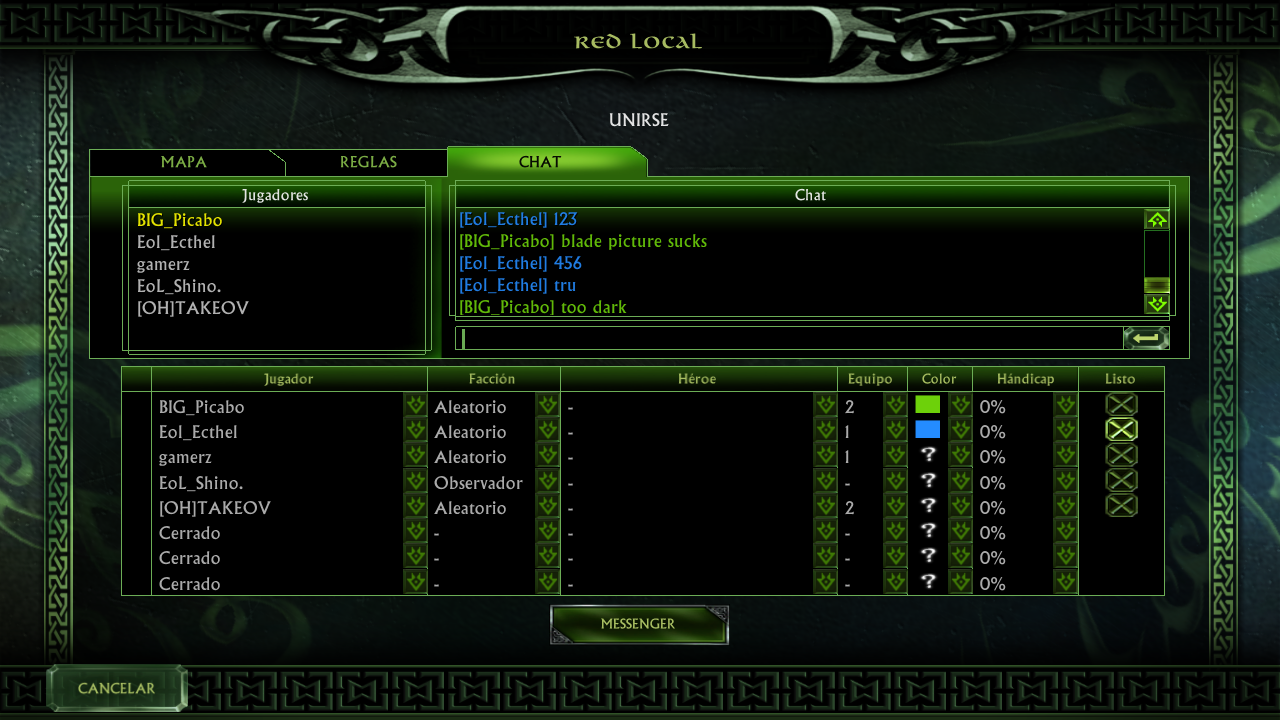 RED LOCAL
UNIRSE
MAPA REGLAS CHAT
Jugadores
BIG_Picabo
Eol_Ecthel
gamerz
EoL_Shino.
[OH]TAKEOV
Chat
[Eol_Ecthel] 123
[BIG_Picabo] blade picture sucks
[Eol_Ecthel] 456
[Eol_Ecthel] tru
[BIG_Picabo] too dark
Jugador Facción Héroe Equipo Color Hándicap Listo
BIG_Picabo Aleatorio - 2 0%
Eol_Ecthel Aleatorio - 1 0%
gamerz Aleatorio - 1 ? 0%
EoL_Shino. Observador - - ? 0%
[OH]TAKEOV Aleatorio - 2 ? 0%
Cerrado - - - ? 0%
Cerrado - - - ? 0%
Cerrado - - - ? 0%
MESSENGER
CANCELAR